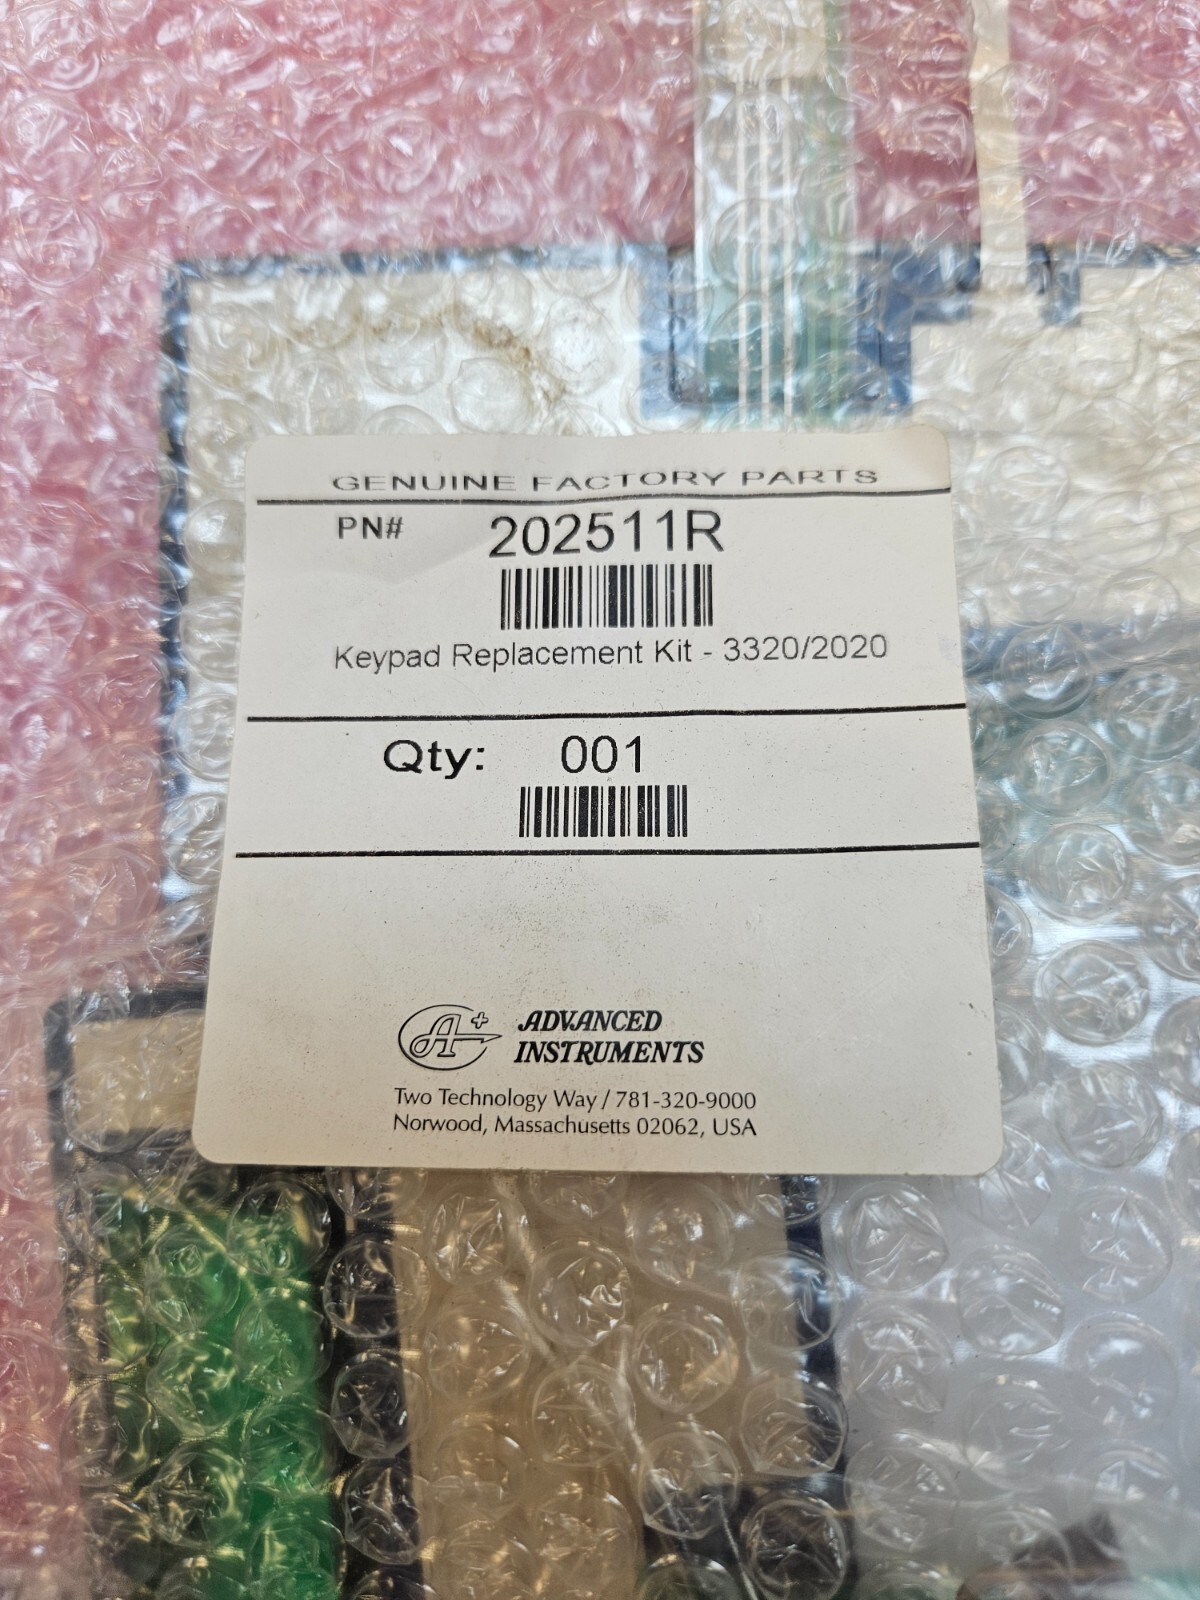 GENUINE FACTORY PARTS
PN# 202511R
Keypad Replacement Kit - 3320/2020
Qty: 001
A+ ADVANCED
INSTRUMENTS
Two Technology Way / 781-320-9000
Norwood, Massachusetts 02062, USA